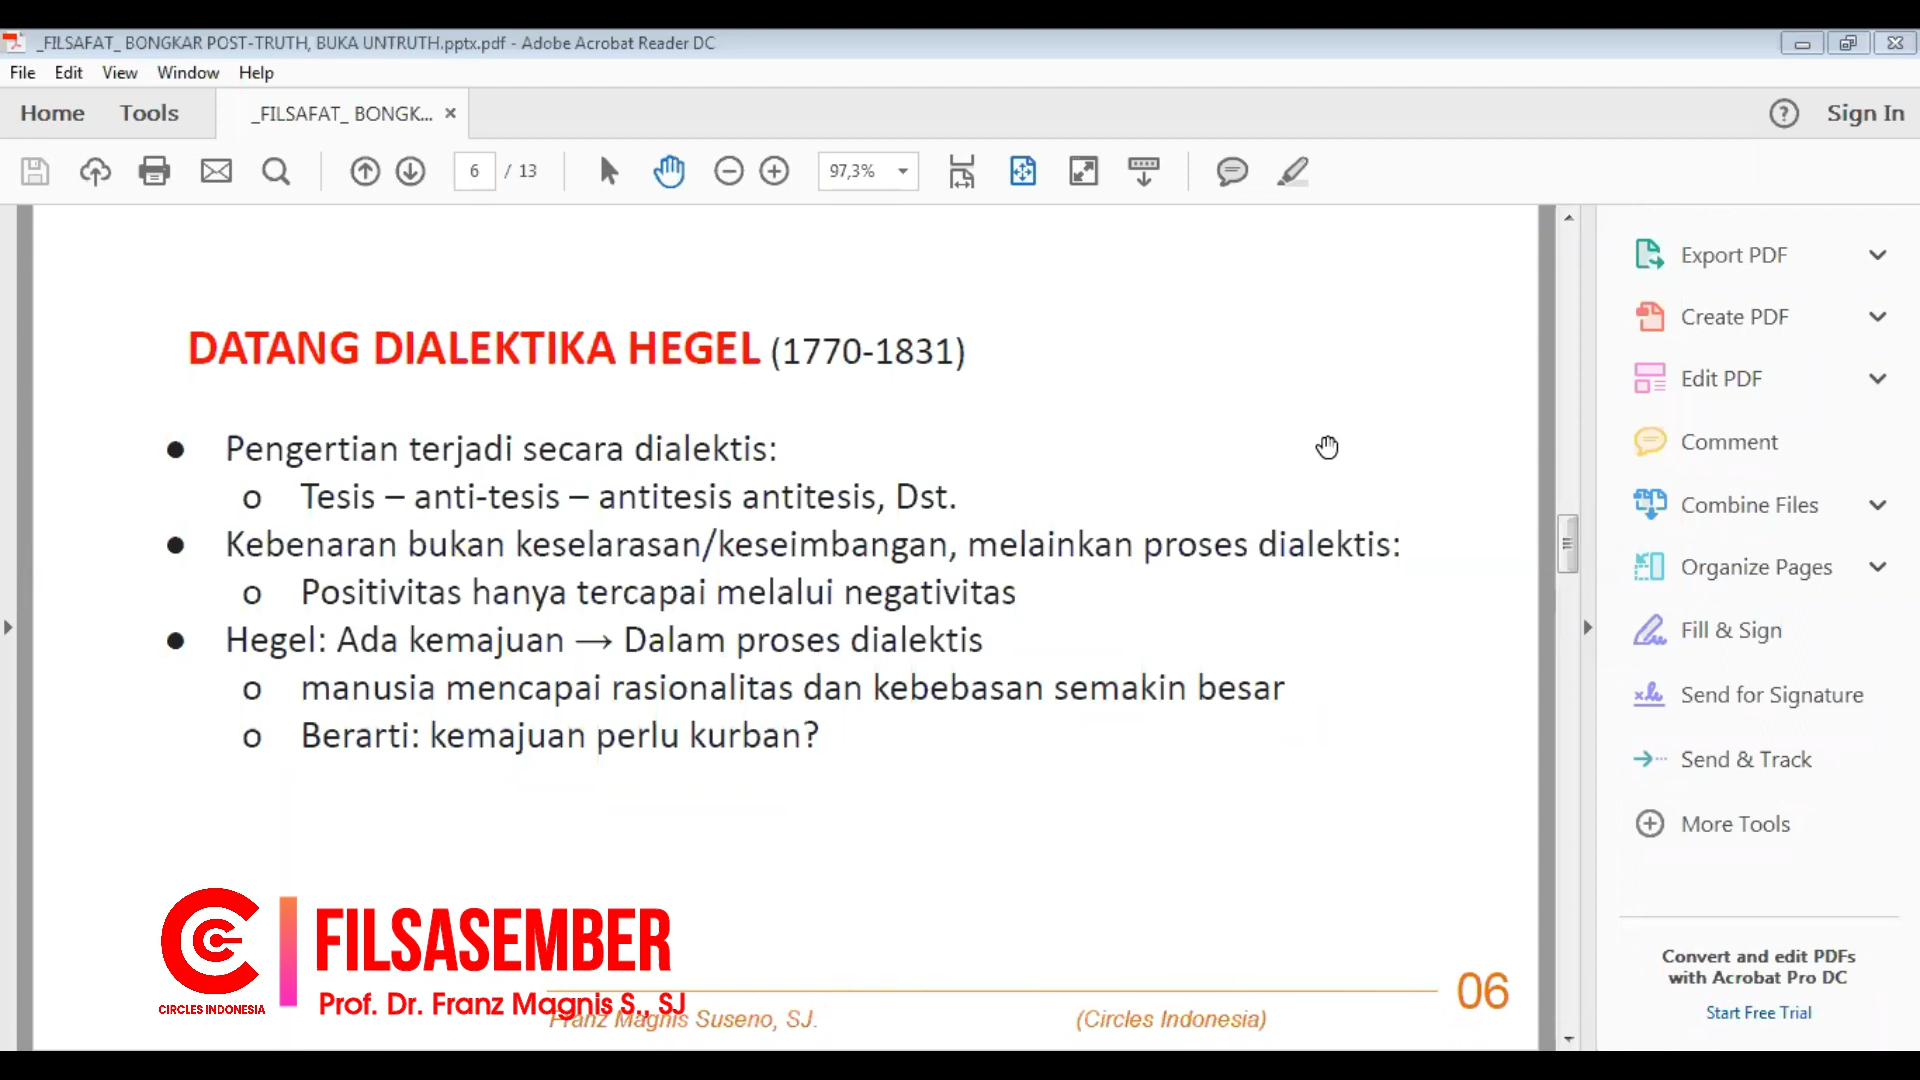 _FILSAFAT_ BONGKAR POST-TRUTH, BUKA UNTRUTH.pptx.pdf - Adobe Acrobat Reader DC
File Edit View Window Help
Home Tools _FILSAFAT_ BONGK... × ? Sign In
6 / 13 97,3%
DATANG DIALEKTIKA HEGEL (1770-1831)
● Pengertian terjadi secara dialektis:
o Tesis – anti-tesis – antitesis antitesis, Dst.
● Kebenaran bukan keselarasan/keseimbangan, melainkan proses dialektis:
o Positivitas hanya tercapai melalui negativitas
● Hegel: Ada kemajuan → Dalam proses dialektis
o manusia mencapai rasionalitas dan kebebasan semakin besar
o Berarti: kemajuan perlu kurban?
Export PDF
Create PDF
Edit PDF
Comment
Combine Files
Organize Pages
Fill & Sign
Send for Signature
Send & Track
More Tools
Convert and edit PDFs
with Acrobat Pro DC
Start Free Trial
CIRCLES INDONESIA
FILSASEMBER
Prof. Dr. Franz Magnis S., SJ
Franz Magnis Suseno, SJ. (Circles Indonesia) 06